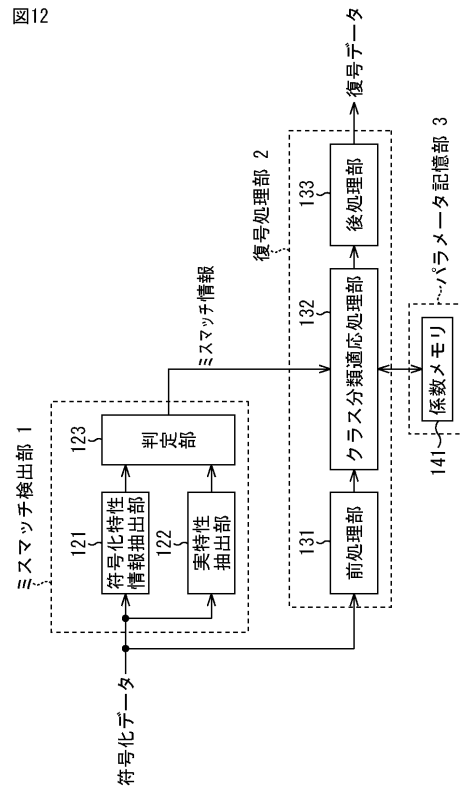 図12
符号化データ
ミスマッチ検出部 1
121
符号化特性
情報抽出部
122
実特性
抽出部
123
判定部
ミスマッチ情報
復号処理部 2
131
前処理部
132
クラス分類適応処理部
133
後処理部
復号データ
パラメータ記憶部 3
141
係数メモリ